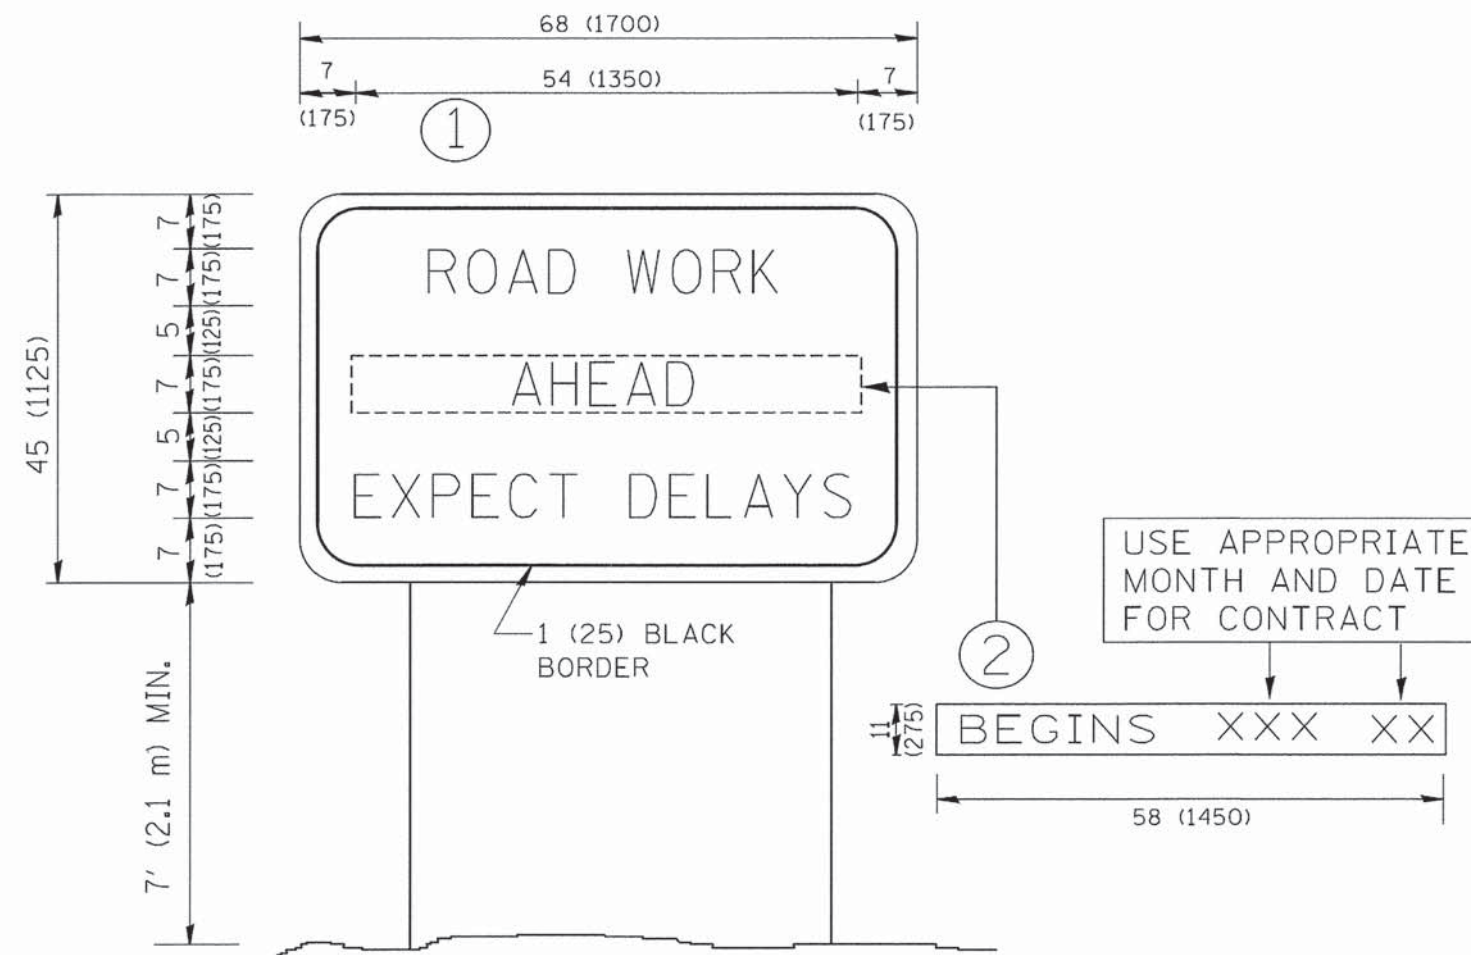 68 (1700)
7
54 (1350)
7
(175)
(175)
1
45 (1125)
7
(175)
7
(175)
5
(125)
7
(175)
5
(125)
7
(175)
7
(175)
ROAD WORK
AHEAD
EXPECT DELAYS
1 (25) BLACK
BORDER
7' (2.1 m) MIN.
2
USE APPROPRIATE
MONTH AND DATE
FOR CONTRACT
11
(275)
BEGINS XXX XX
58 (1450)